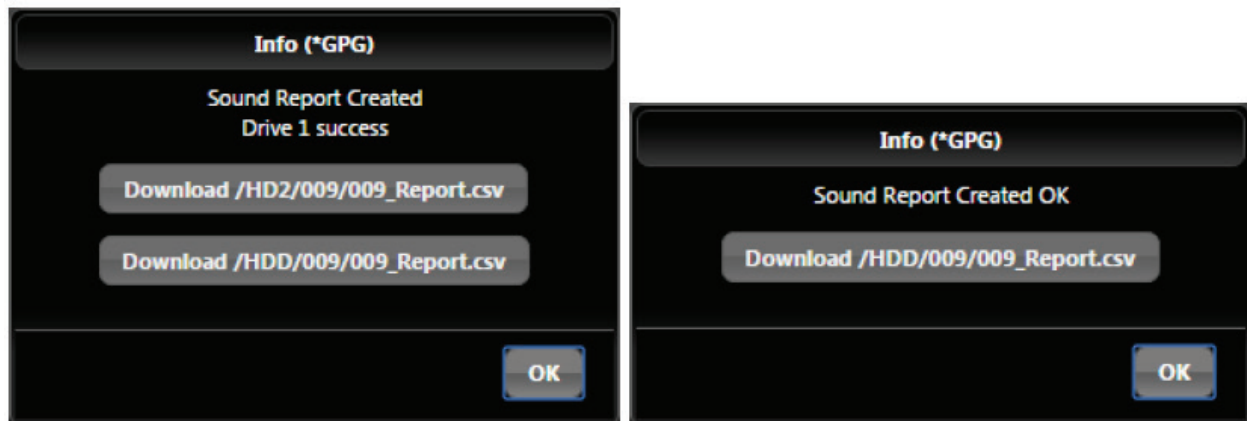 Info (*GPG)
Sound Report Created
Drive 1 success
Download /HD2/009/009_Report.csv
Download /HDD/009/009_Report.csv
OK
Info (*GPG)
Sound Report Created OK
Download /HDD/009/009_Report.csv
OK